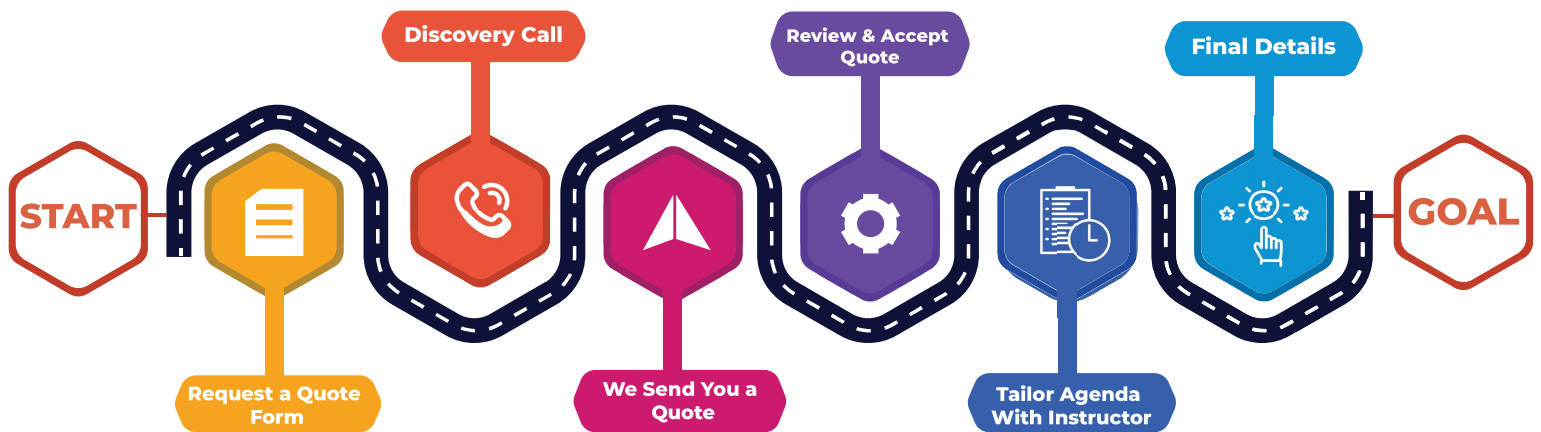 START
Request a Quote
Form
Discovery Call
We Send You a
Quote
Review & Accept
Quote
Tailor Agenda
With Instructor
Final Details
GOAL